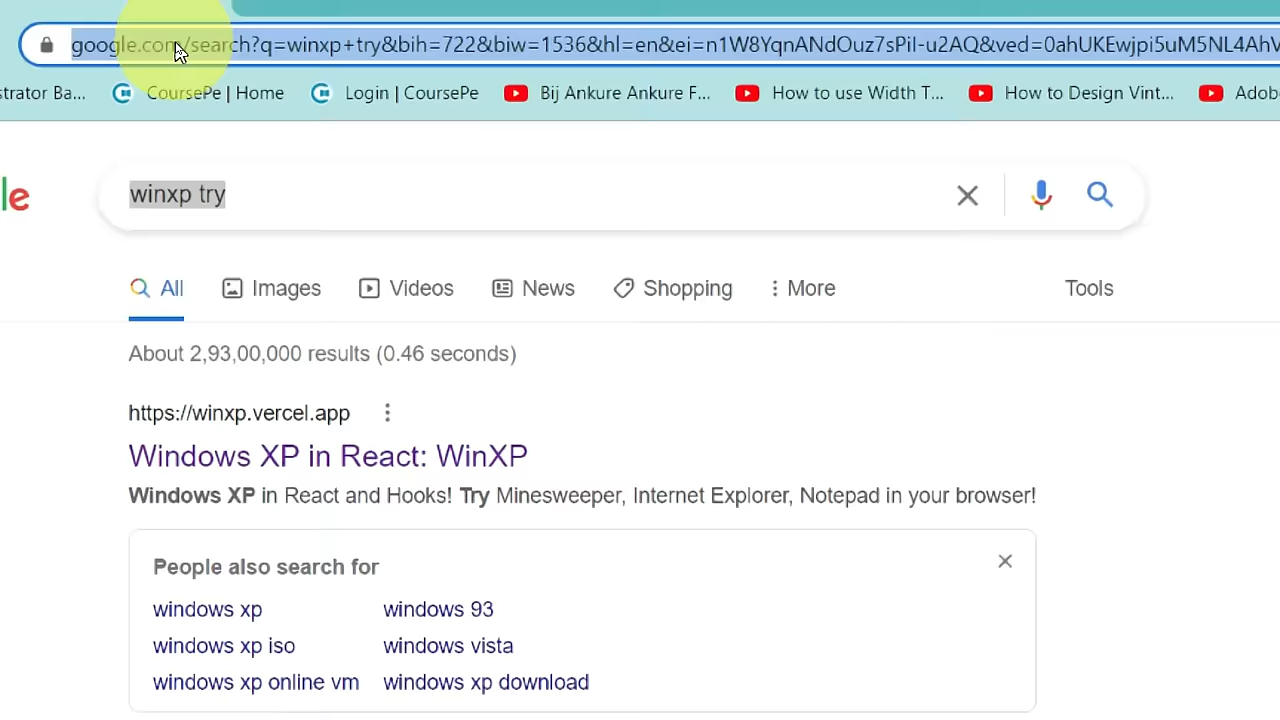 google.com/search?q=winxp+try&bih=722&biw=1536&hl=en&ei=n1W8YqnANdOuz7sPiI-u2AQ&ved=0ahUKEwjpi5uM5NL4AhV
strator Ba... CoursePe | Home Login | CoursePe Bij Ankure Ankure F... How to use Width T... How to Design Vint... Adob
le winxp try
All Images Videos News Shopping More Tools
About 2,93,00,000 results (0.46 seconds)
https://winxp.vercel.app
Windows XP in React: WinXP
Windows XP in React and Hooks! Try Minesweeper, Internet Explorer, Notepad in your browser!
People also search for
windows xp windows 93
windows xp iso windows vista
windows xp online vm windows xp download